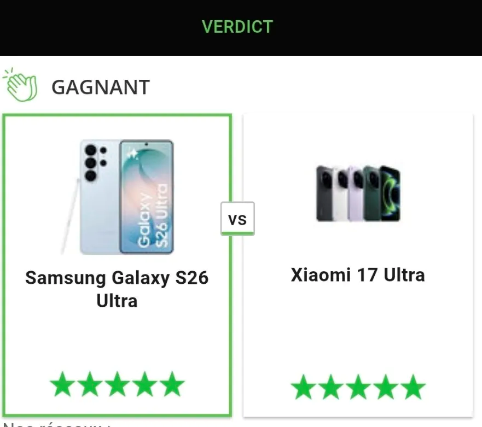 VERDICT
GAGNANT
Galaxy
S26 Ultra
vs
Samsung Galaxy S26
Ultra
Xiaomi 17 Ultra